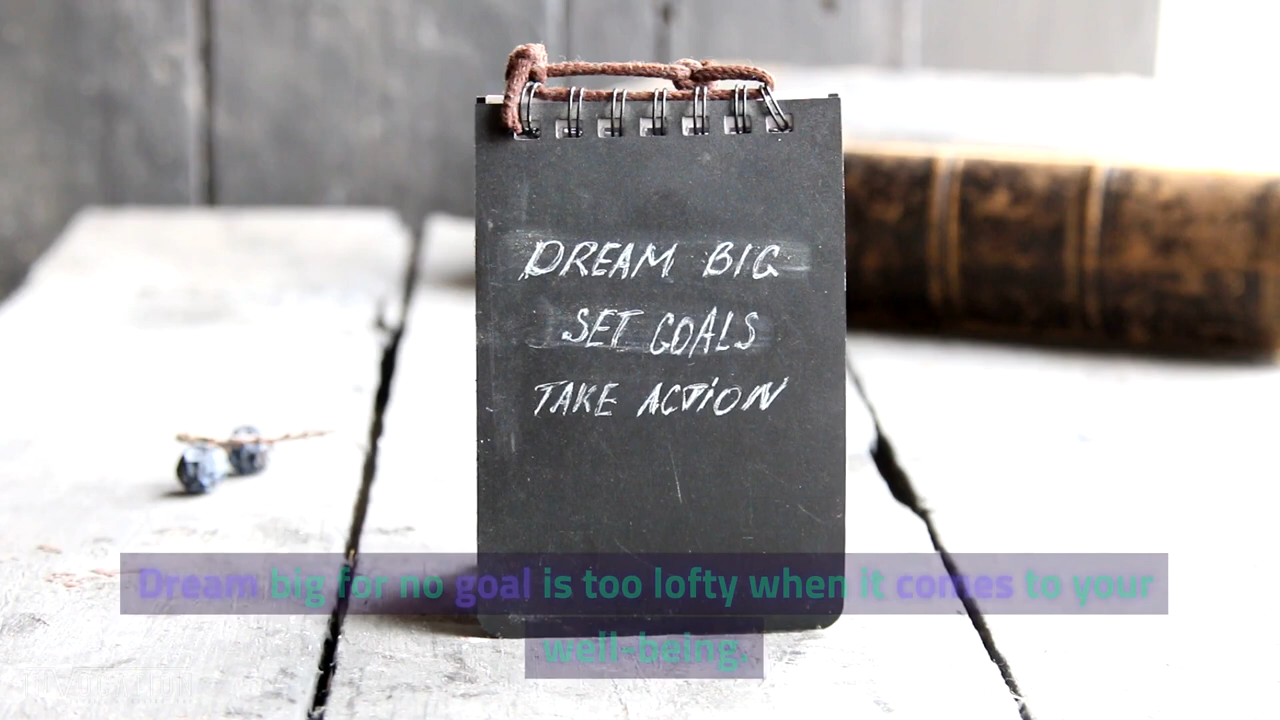 DREAM BIG
SET GOALS
TAKE ACTION
Dream big for no goal is too lofty when it comes to your
well-being.